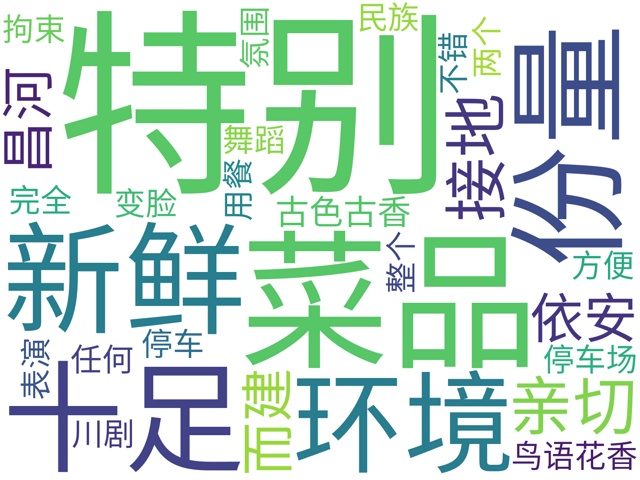 拘束
特别
氛围
民族
不错
两个
份量
昌河
舞蹈
用餐
接地
完全
变脸
古色古香
新鲜
菜品
整个
方便
依安
表演
任何
停车
停车场
十足
川剧
而建
环境
亲切
鸟语花香